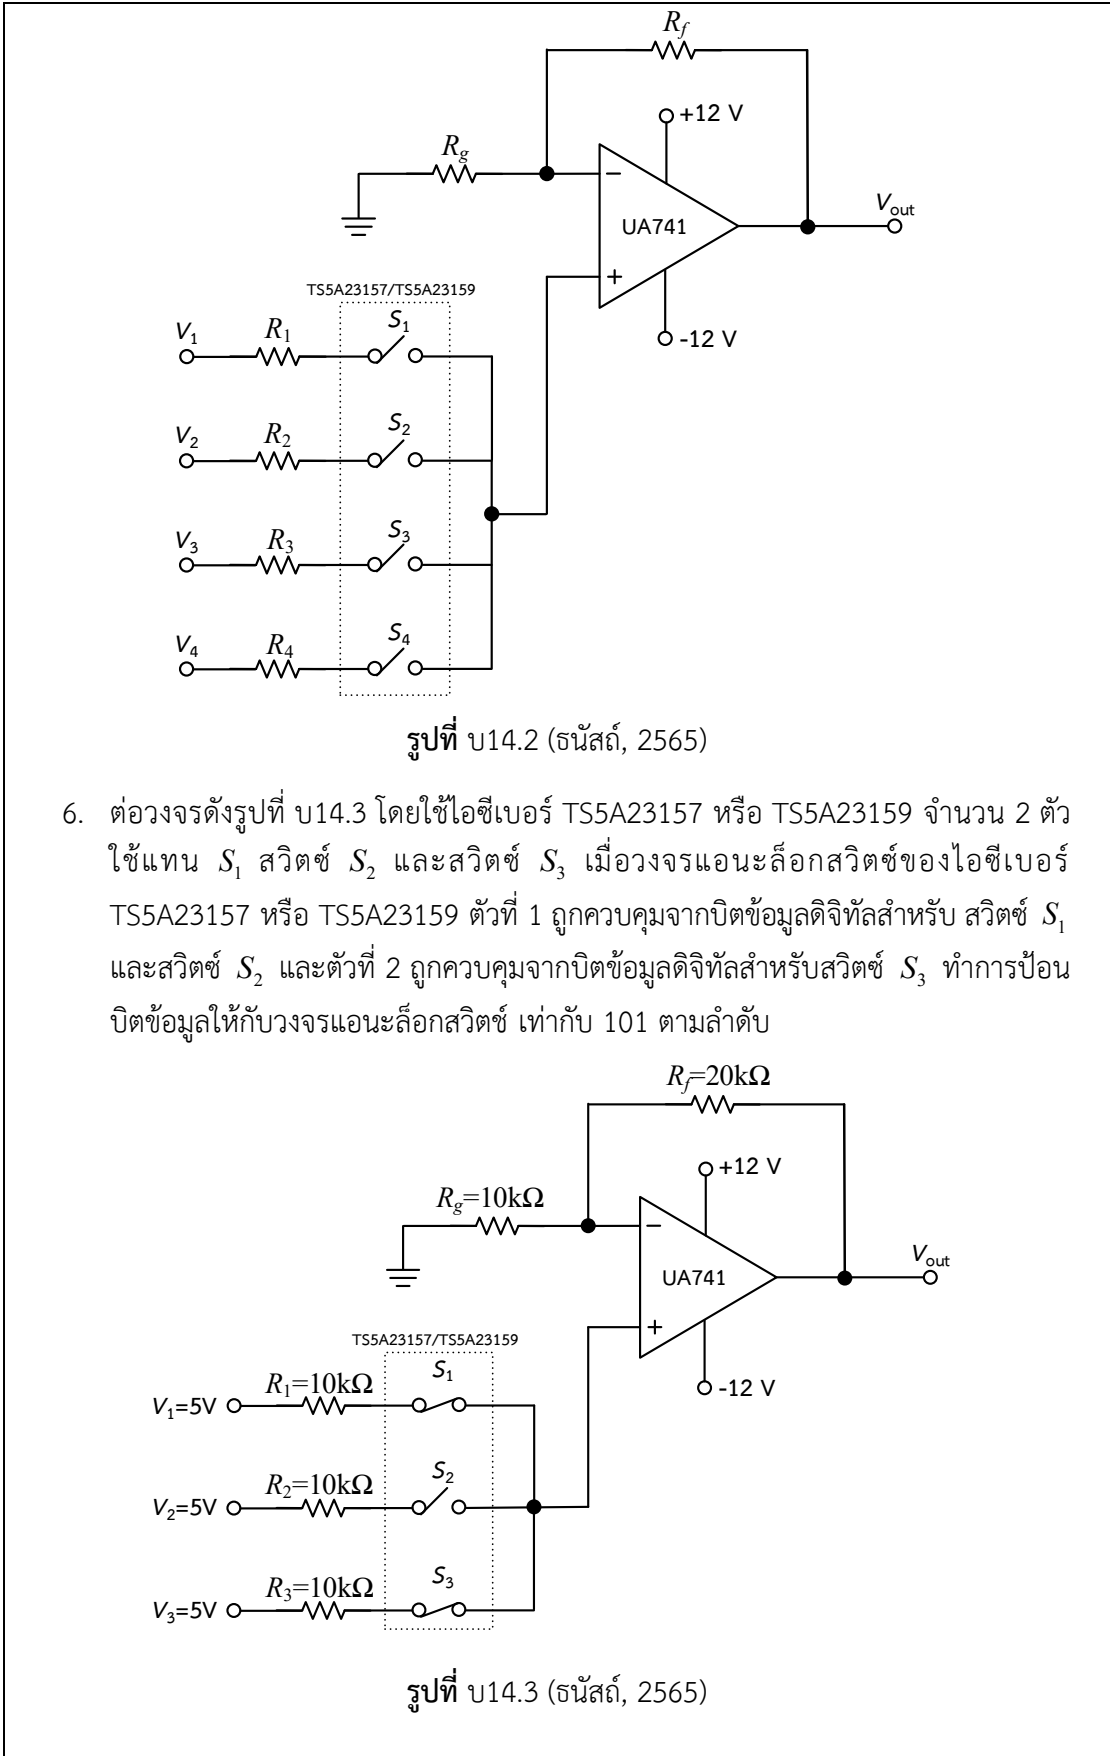 R_f
+12 V
R_g
−
UA741
V_out
+
-12 V
TS5A23157/TS5A23159
V_1 R_1 S_1
V_2 R_2 S_2
V_3 R_3 S_3
V_4 R_4 S_4
รูปที่ บ14.2 (ธนัสถ์, 2565)
6. ต่อวงจรดังรูปที่ บ14.3 โดยใช้ไอซีเบอร์ TS5A23157 หรือ TS5A23159 จำนวน 2 ตัว
ใช้แทน S_1 สวิตซ์ S_2 และสวิตซ์ S_3 เมื่อวงจรแอนะล็อกสวิตซ์ของไอซีเบอร์
TS5A23157 หรือ TS5A23159 ตัวที่ 1 ถูกควบคุมจากบิตข้อมูลดิจิทัลสำหรับ สวิตซ์ S_1
และสวิตซ์ S_2 และตัวที่ 2 ถูกควบคุมจากบิตข้อมูลดิจิทัลสำหรับสวิตซ์ S_3 ทำการป้อน
บิตข้อมูลให้กับวงจรแอนะล็อกสวิตช์ เท่ากับ 101 ตามลำดับ
R_f=20kΩ
+12 V
R_g=10kΩ
−
UA741
V_out
+
-12 V
TS5A23157/TS5A23159
V_1=5V R_1=10kΩ S_1
V_2=5V R_2=10kΩ S_2
V_3=5V R_3=10kΩ S_3
รูปที่ บ14.3 (ธนัสถ์, 2565)